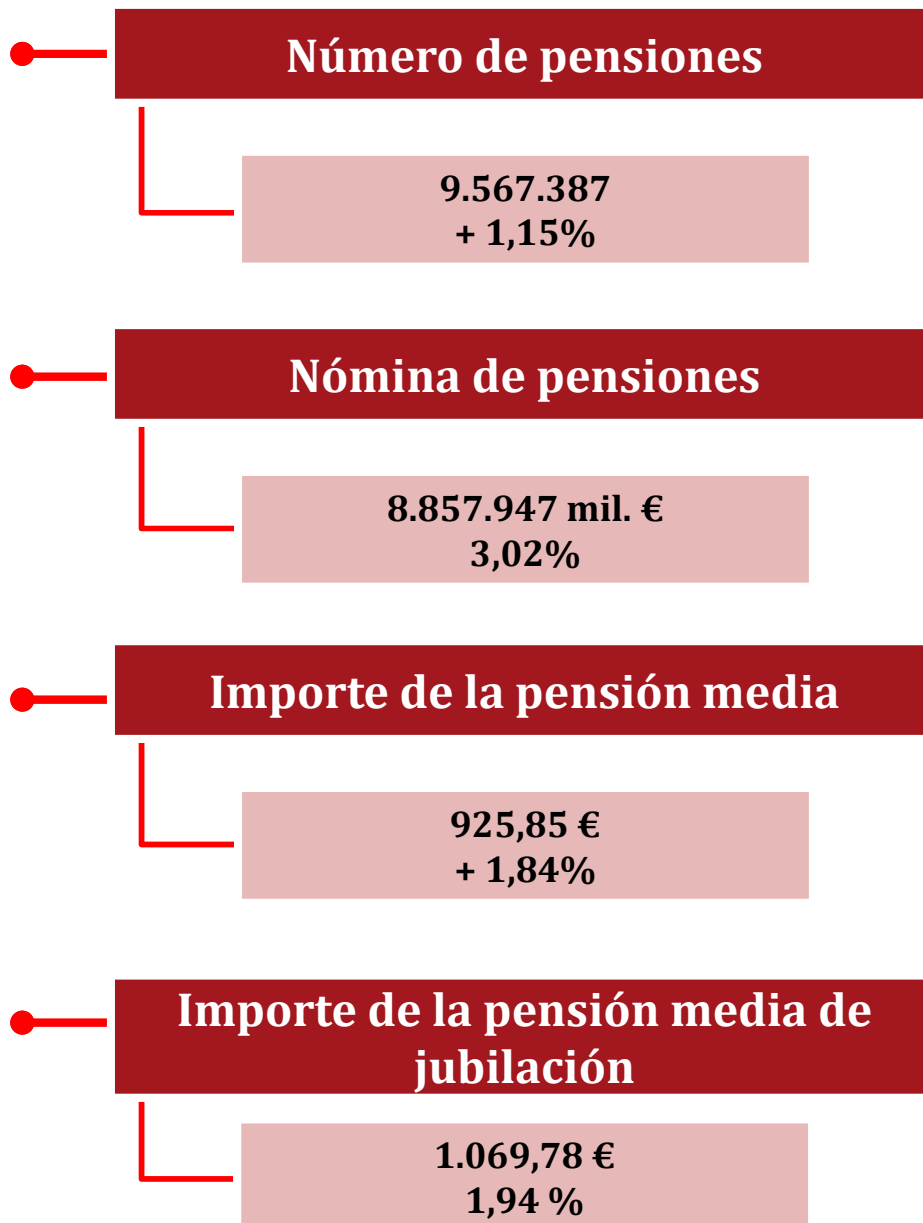 Número de pensiones
9.567.387
+ 1,15%
Nómina de pensiones
8.857.947 mil. €
3,02%
Importe de la pensión media
925,85 €
+ 1,84%
Importe de la pensión media de
jubilación
1.069,78 €
1,94 %